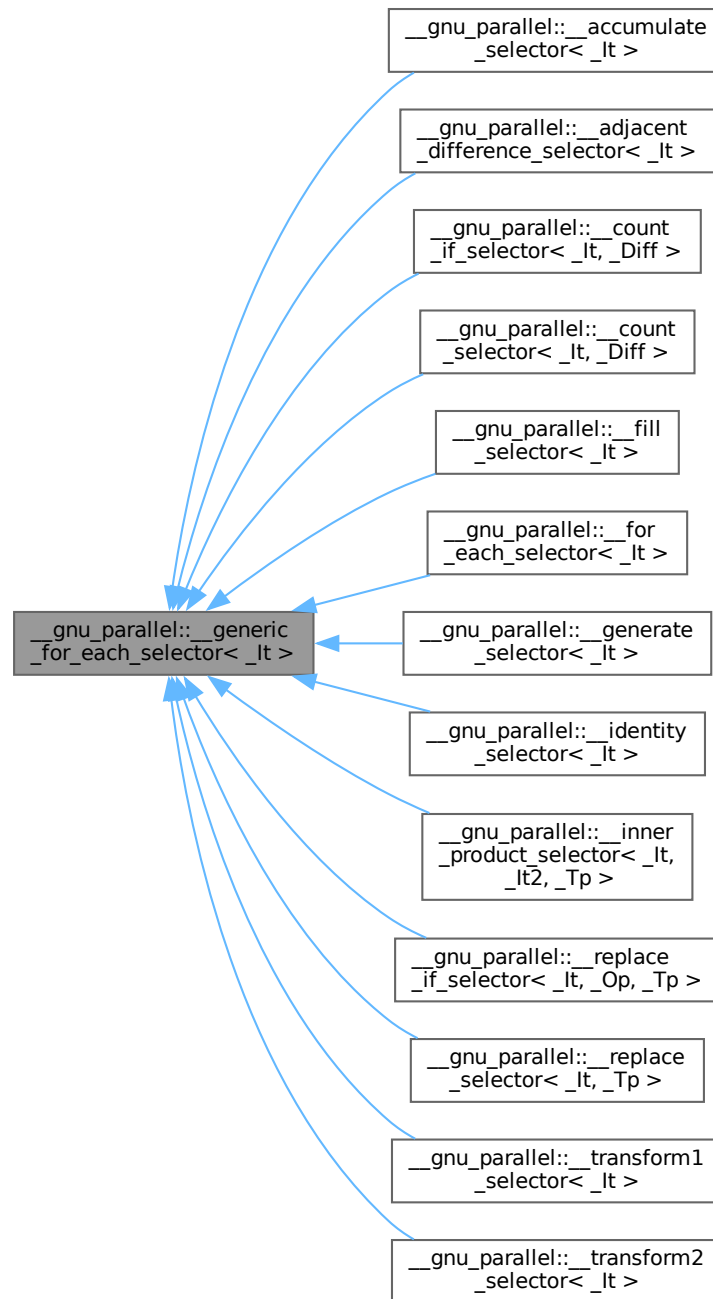 __gnu_parallel::__accumulate
_selector< _It >
__gnu_parallel::__adjacent
_difference_selector< _It >
__gnu_parallel::__count
_if_selector< _It, _Diff >
__gnu_parallel::__count
_selector< _It, _Diff >
__gnu_parallel::__fill
_selector< _It >
__gnu_parallel::__for
_each_selector< _It >
__gnu_parallel::__generic
_for_each_selector< _It >
__gnu_parallel::__generate
_selector< _It >
__gnu_parallel::__identity
_selector< _It >
__gnu_parallel::__inner
_product_selector< _It,
_It2, _Tp >
__gnu_parallel::__replace
_if_selector< _It, _Op, _Tp >
__gnu_parallel::__replace
_selector< _It, _Tp >
__gnu_parallel::__transform1
_selector< _It >
__gnu_parallel::__transform2
_selector< _It >